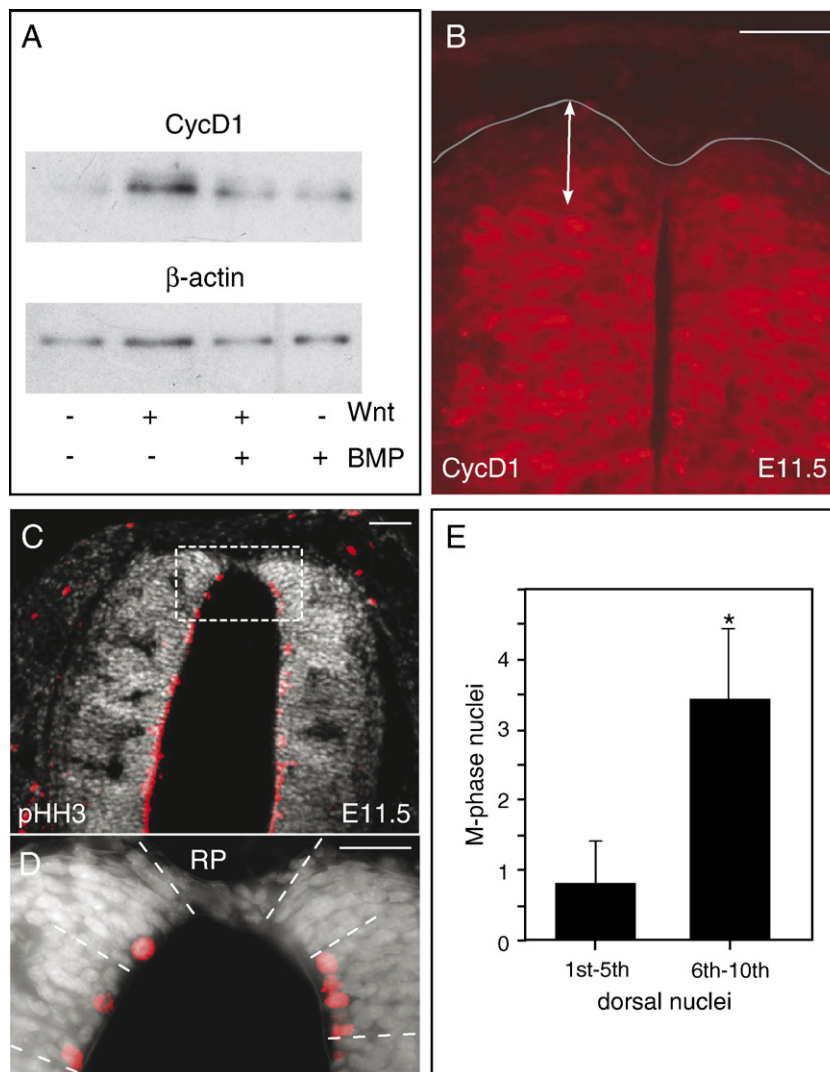 A
CycD1
β-actin
- + + - Wnt
- - + + BMP
B
CycD1 E11.5
C
pHH3 E11.5
D
RP
E
M-phase nuclei
4
3
2
1
0
*
1st-5th 6th-10th
dorsal nuclei